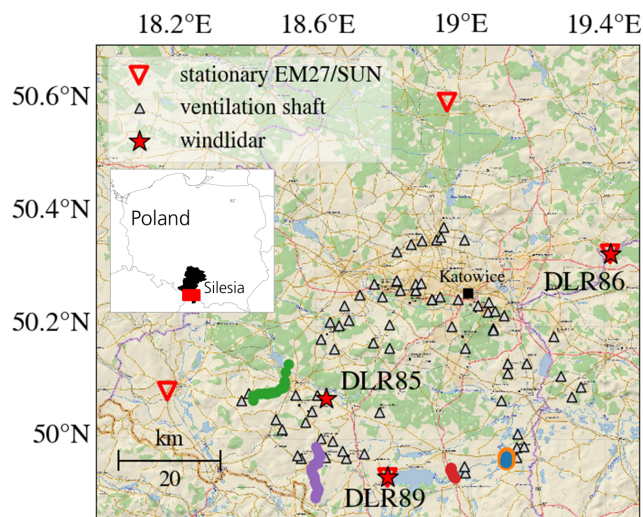 18.2°E 18.6°E 19°E 19.4°E
50.6°N
50.4°N
50.2°N
50°N
stationary EM27/SUN
ventilation shaft
windlidar
Poland
Silesia
Katowice
DLR86
DLR85
DLR89
km
20